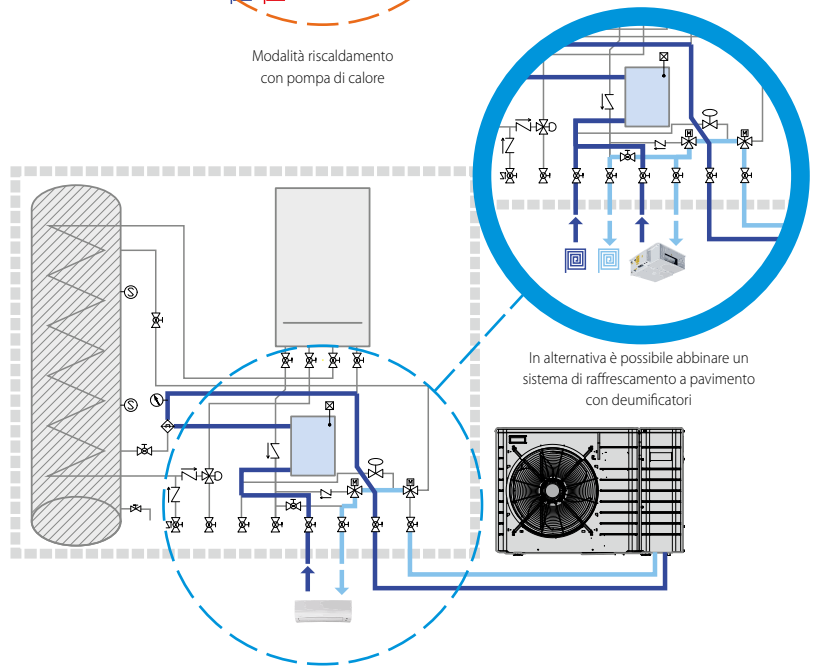 Modalità riscaldamento
con pompa di calore
M
M
In alternativa è possibile abbinare un
sistema di raffrescamento a pavimento
con deumificatori
S
S
M
M